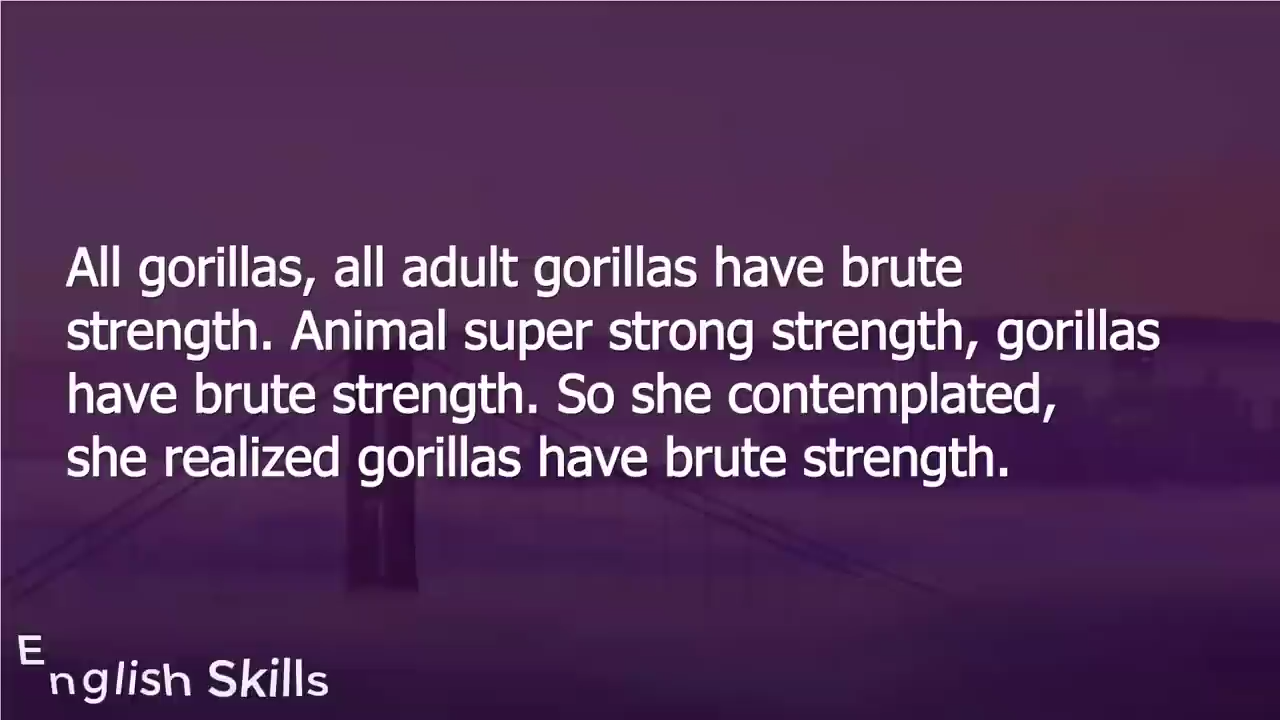 All gorillas, all adult gorillas have brute
strength. Animal super strong strength, gorillas
have brute strength. So she contemplated,
she realized gorillas have brute strength.
English Skills